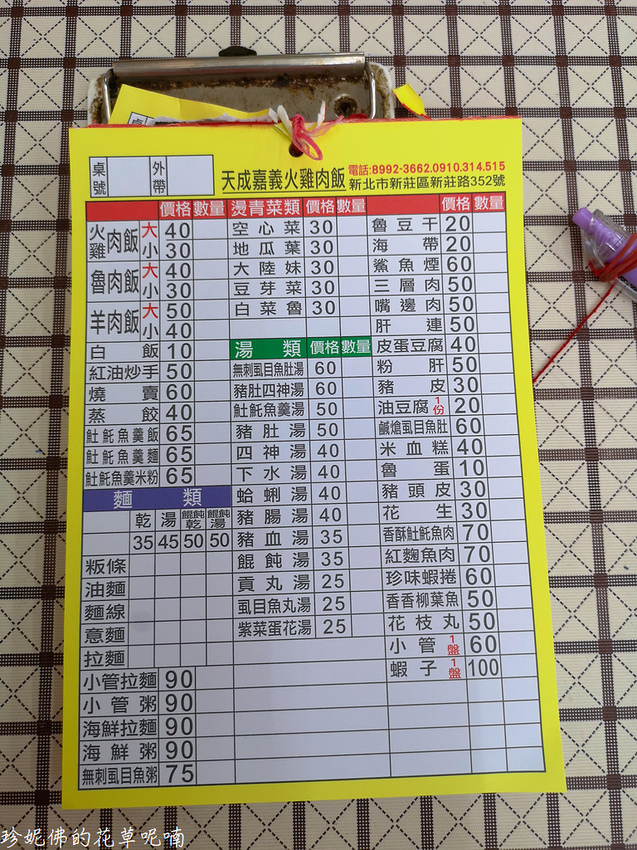 桌號 外帶
天成嘉義火雞肉飯
電話:8992-3662.0910.314.515
新北市新莊區新莊路352號
價格 數量
火雞肉飯 大 40
小 30
魯肉飯 大 40
小 30
羊肉飯 大 50
小 40
白飯 10
紅油炒手 50
燒賣 60
蒸餃 40
魠魠魚羹飯 65
魠魠魚羹麵 65
魠魠魚羹米粉 65
麵類
乾 湯 餛飩乾 餛飩湯
35 45 50 50
粄條
油麵
麵線
意麵
拉麵
小管拉麵 90
小管粥 90
海鮮拉麵 90
海鮮粥 90
無刺虱目魚粥 75
燙青菜類 價格 數量
空心菜 30
地瓜葉 30
大陸妹 30
豆芽菜 30
白菜魯 30
湯類 價格 數量
無刺虱目魚肚湯 60
豬肚四神湯 60
魠魠魚羹湯 50
豬肚湯 50
四神湯 40
下水湯 40
蛤蜊湯 40
豬腸湯 40
豬血湯 35
餛飩湯 35
貢丸湯 25
虱目魚丸湯 25
紫菜蛋花湯 25
價格 數量
魯豆干 20
海帶 20
鯊魚煙 60
三層肉 50
嘴邊肉 50
肝連 50
皮蛋豆腐 40
粉肝 50
豬皮 30
油豆腐 1份 20
鹹熗虱目魚肚 60
米血糕 40
魯蛋 10
豬頭皮 30
花生 30
香酥魠魠魚肉 70
紅麴魚肉 70
珍味蝦捲 60
香香柳葉魚 50
花枝丸 50
小管 1盤 60
蝦子 1盤 100
珍妮佛的花草呢喃